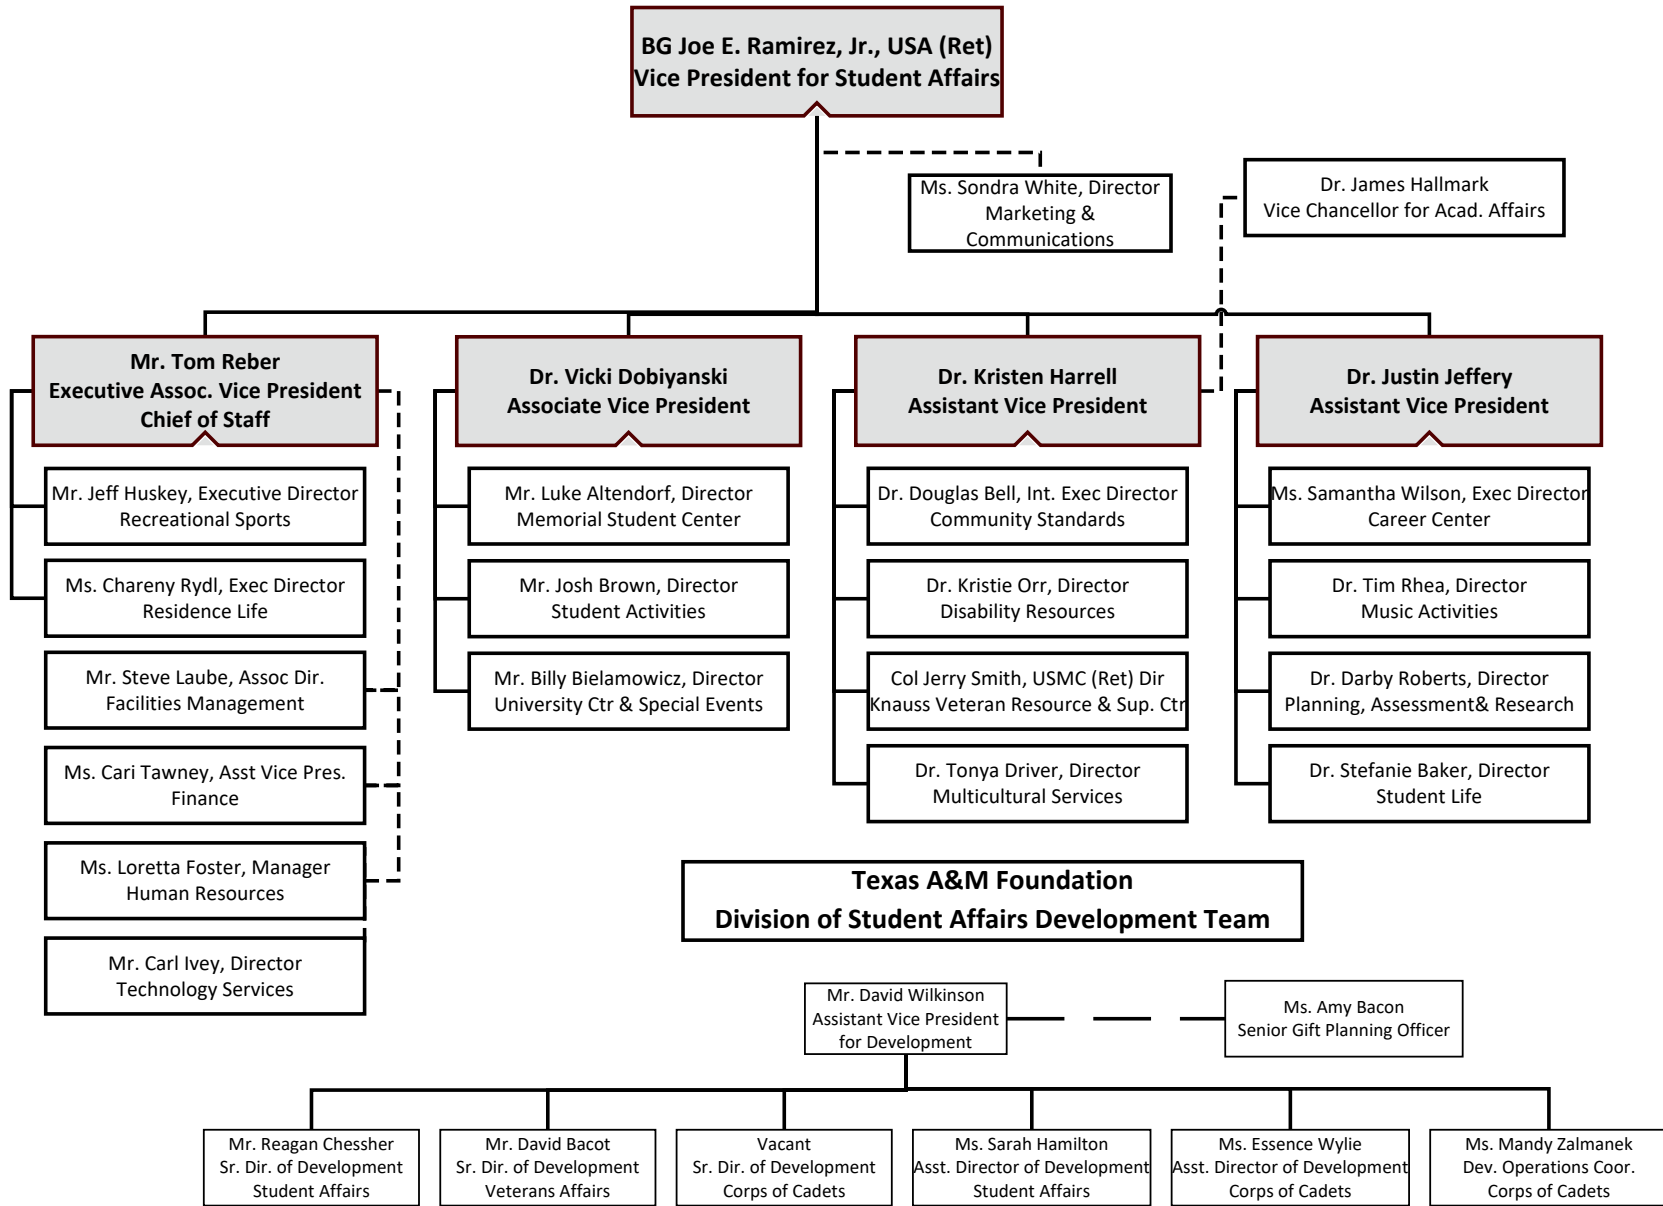 BG Joe E. Ramirez, Jr., USA (Ret)
Vice President for Student Affairs
Ms. Sondra White, Director
Marketing &
Communications
Dr. James Hallmark
Vice Chancellor for Acad. Affairs
Mr. Tom Reber
Executive Assoc. Vice President
Chief of Staff
Mr. Jeff Huskey, Executive Director
Recreational Sports
Ms. Chareny Rydl, Exec Director
Residence Life
Mr. Steve Laube, Assoc Dir.
Facilities Management
Ms. Cari Tawney, Asst Vice Pres.
Finance
Ms. Loretta Foster, Manager
Human Resources
Mr. Carl Ivey, Director
Technology Services
Dr. Vicki Dobiyanski
Associate Vice President
Mr. Luke Altendorf, Director
Memorial Student Center
Mr. Josh Brown, Director
Student Activities
Mr. Billy Bielamowicz, Director
University Ctr & Special Events
Dr. Kristen Harrell
Assistant Vice President
Dr. Douglas Bell, Int. Exec Director
Community Standards
Dr. Kristie Orr, Director
Disability Resources
Col Jerry Smith, USMC (Ret) Dir
Knauss Veteran Resource & Sup. Ctr
Dr. Tonya Driver, Director
Multicultural Services
Dr. Justin Jeffery
Assistant Vice President
Ms. Samantha Wilson, Exec Director
Career Center
Dr. Tim Rhea, Director
Music Activities
Dr. Darby Roberts, Director
Planning, Assessment& Research
Dr. Stefanie Baker, Director
Student Life
Texas A&M Foundation
Division of Student Affairs Development Team
Mr. David Wilkinson
Assistant Vice President
for Development
Ms. Amy Bacon
Senior Gift Planning Officer
Mr. Reagan Chessher
Sr. Dir. of Development
Student Affairs
Mr. David Bacot
Sr. Dir. of Development
Veterans Affairs
Vacant
Sr. Dir. of Development
Corps of Cadets
Ms. Sarah Hamilton
Asst. Director of Development
Student Affairs
Ms. Essence Wylie
Asst. Director of Development
Corps of Cadets
Ms. Mandy Zalmanek
Dev. Operations Coor.
Corps of Cadets